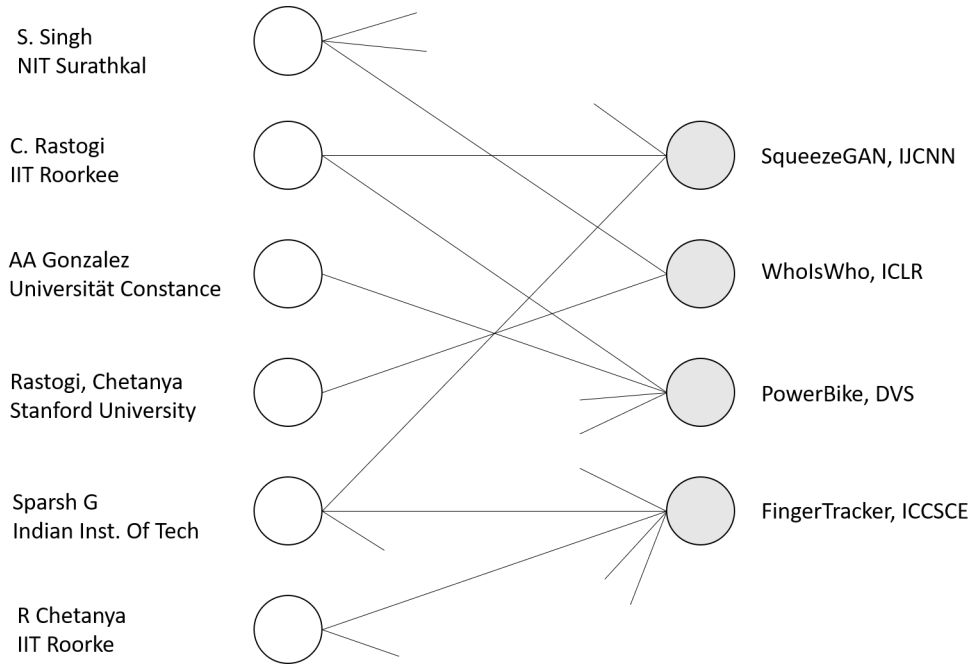 S. Singh
NIT Surathkal
C. Rastogi
IIT Roorkee
AA Gonzalez
Universität Constance
Rastogi, Chetanya
Stanford University
Sparsh G
Indian Inst. Of Tech
R Chetanya
IIT Roorke
SqueezeGAN, IJCNN
WhoIsWho, ICLR
PowerBike, DVS
FingerTracker, ICCSCE